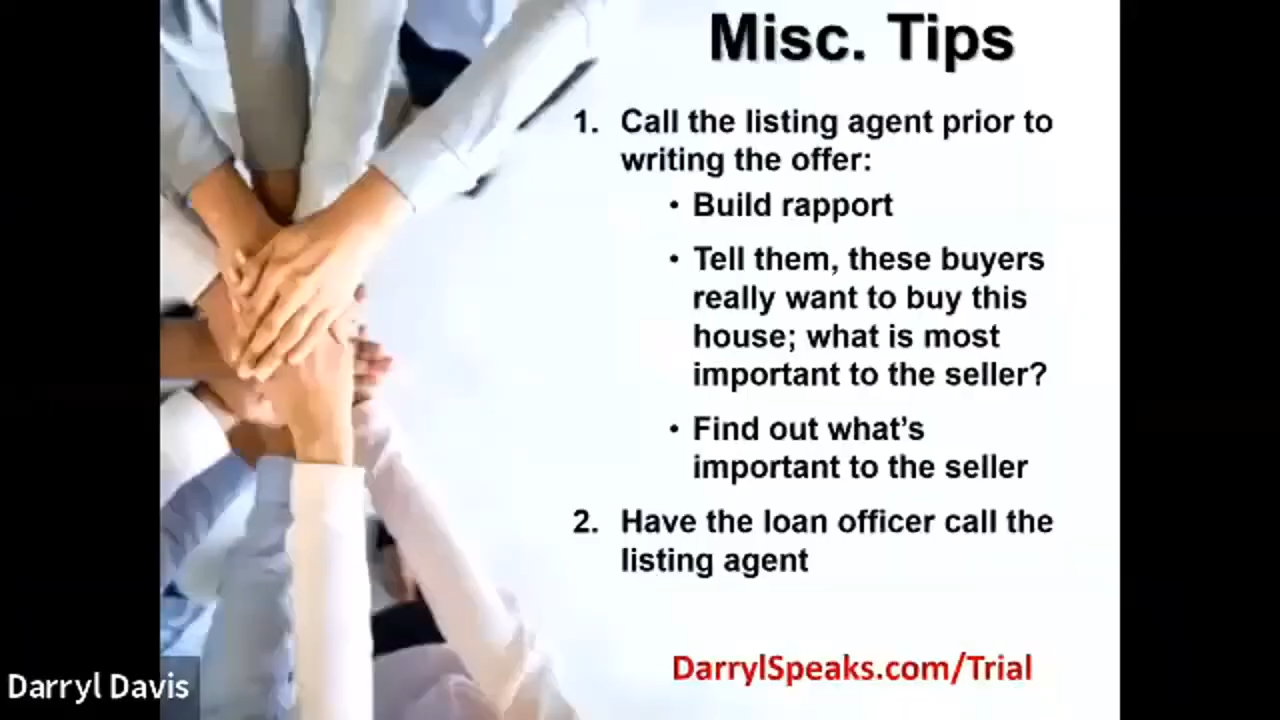 Misc. Tips
1. Call the listing agent prior to
writing the offer:
• Build rapport
• Tell them, these buyers
really want to buy this
house; what is most
important to the seller?
• Find out what's
important to the seller
2. Have the loan officer call the
listing agent
DarrylSpeaks.com/Trial
Darryl Davis